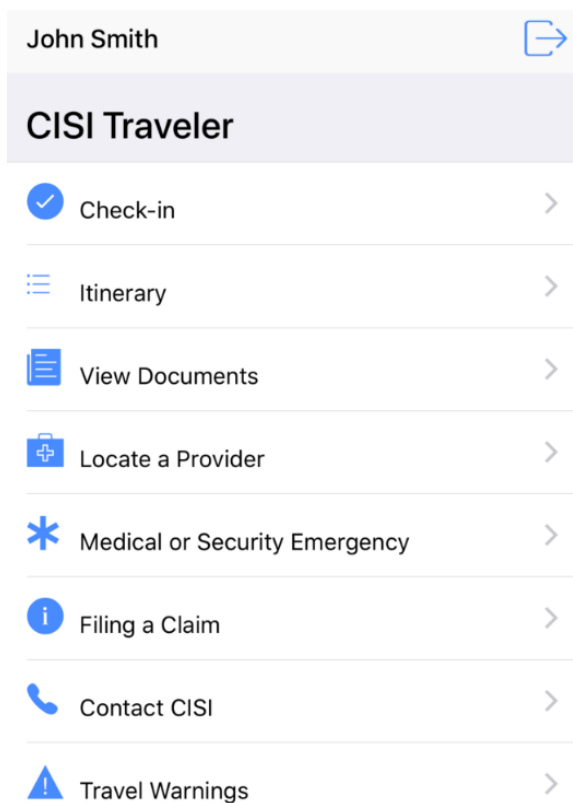 John Smith
CISI Traveler
Check-in
Itinerary
View Documents
Locate a Provider
Medical or Security Emergency
Filing a Claim
Contact CISI
Travel Warnings